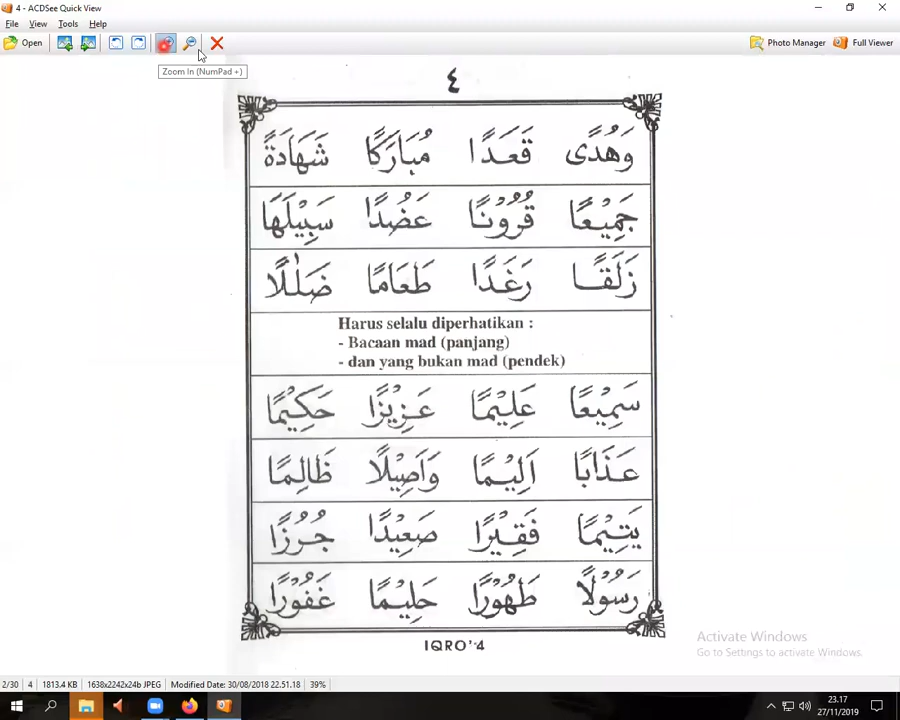 4 - ACDSee Quick View
File View Tools Help
Open
Photo Manager Full Viewer
Zoom In (NumPad +)
٤
وَهُدًى قَعَدًا مُبَارَكًا شَهَادَةً
جَمِيْعًا قُرُوْنًا عَضُدًا سَبِيْلَهَا
زَلَقًا رَغَدًا طَعَامًا ضَلٰلًا
Harus selalu diperhatikan :
- Bacaan mad (panjang)
- dan yang bukan mad (pendek)
سَمِيْعًا عَلِيْمًا عَزِيْزًا حَكِيْمًا
عَذَابًا اَلِيْمًا وَاَصِيْلًا ظَالِمًا
يَتِيْمًا فَقِيْرًا صَعِيْدًا جُرُزًا
رَسُوْلًا طَهُوْرًا حَلِيْمًا غَفُوْرًا
IQRO' 4
Activate Windows
Go to Settings to activate Windows.
2/30 4 1813.4 KB 1638x2242x24b JPEG Modified Date: 30/08/2018 22.51.18 39%
23.17
27/11/2019